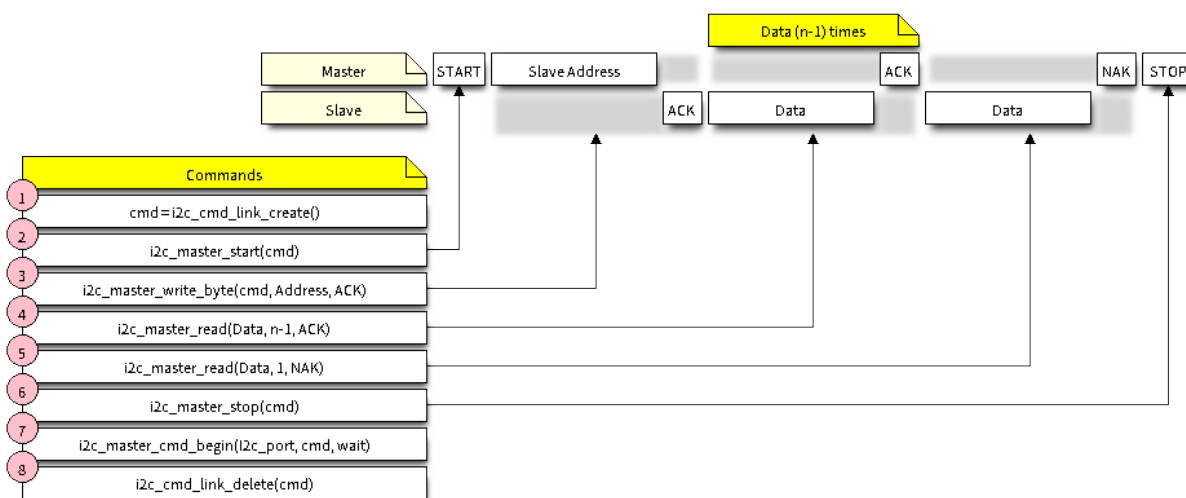 Data (n-1) times
Master START Slave Address ACK NAK STOP
Slave ACK Data Data
Commands
1
cmd = i2c_cmd_link_create()
2
i2c_master_start(cmd)
3
i2c_master_write_byte(cmd, Address, ACK)
4
i2c_master_read(Data, n-1, ACK)
5
i2c_master_read(Data, 1, NAK)
6
i2c_master_stop(cmd)
7
i2c_master_cmd_begin(I2c_port, cmd, wait)
8
i2c_cmd_link_delete(cmd)